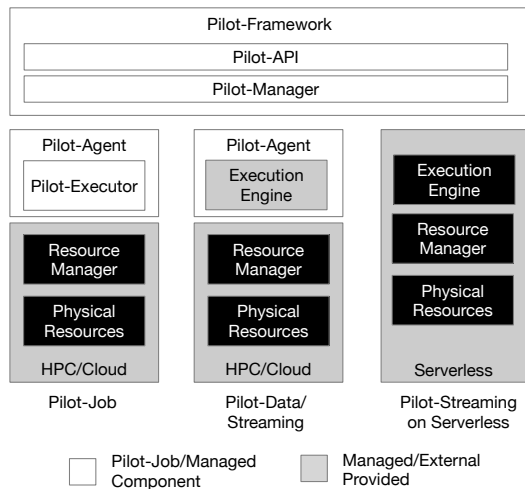 Pilot-Framework
Pilot-API
Pilot-Manager
Pilot-Agent
Pilot-Executor
Resource
Manager
Physical
Resources
HPC/Cloud
Pilot-Job
Pilot-Agent
Execution
Engine
Resource
Manager
Physical
Resources
HPC/Cloud
Pilot-Data/
Streaming
Execution
Engine
Resource
Manager
Physical
Resources
Serverless
Pilot-Streaming
on Serverless
Pilot-Job/Managed
Component
Managed/External
Provided